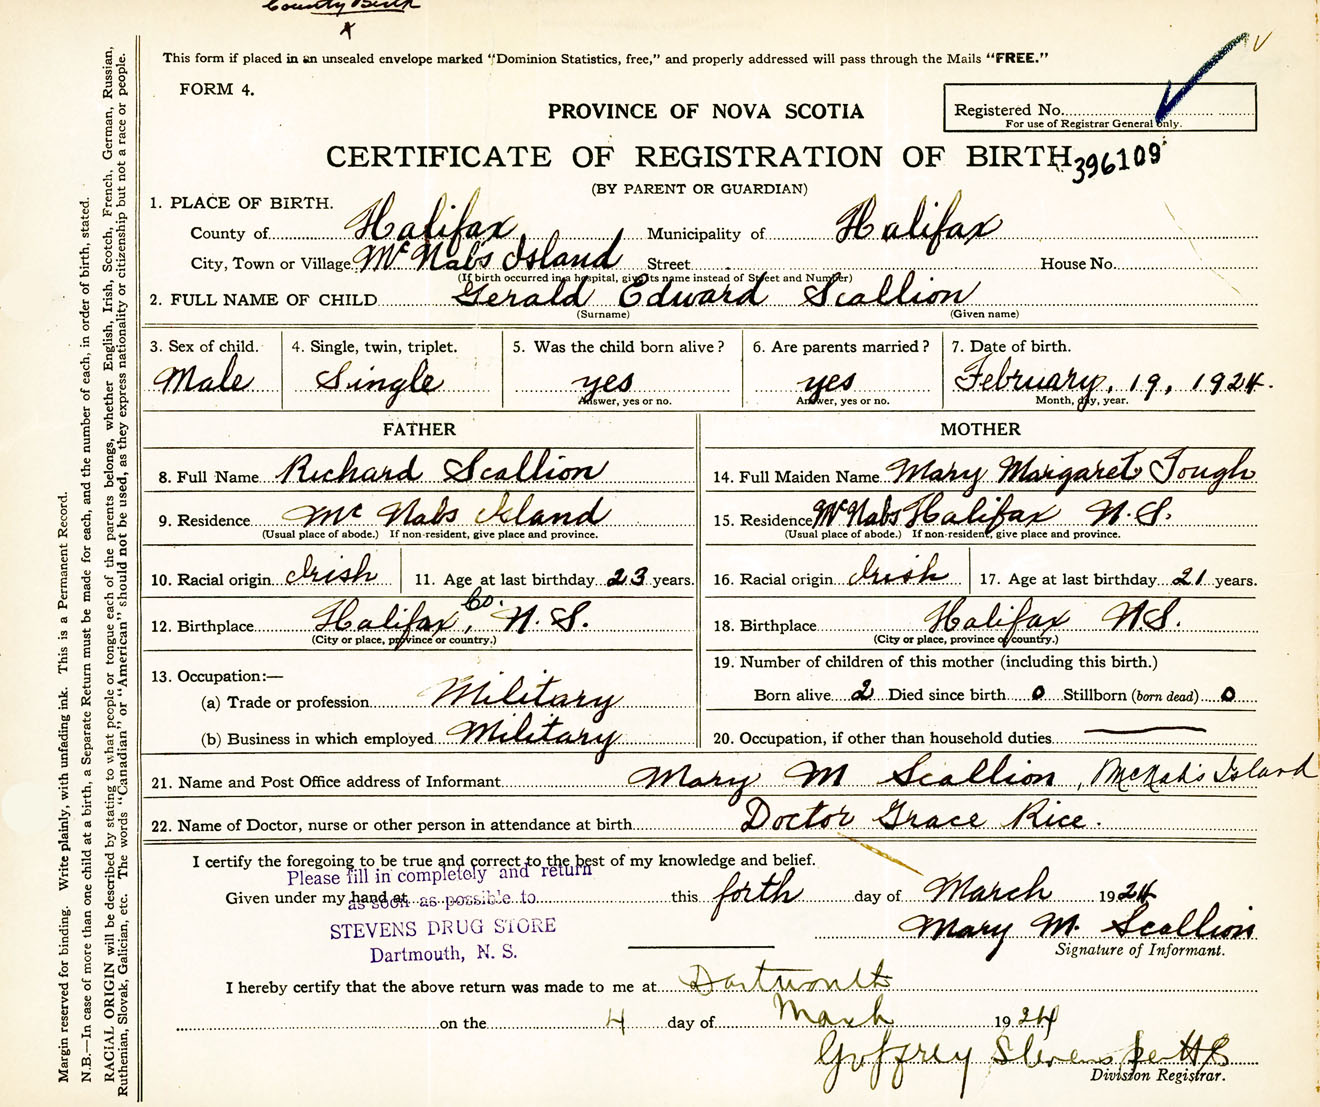 County Birth
This form if placed in an unsealed envelope marked "Dominion Statistics, free," and properly addressed will pass through the Mails "FREE."
FORM 4.
PROVINCE OF NOVA SCOTIA
Registered No.
For use of Registrar General only.
CERTIFICATE OF REGISTRATION OF BIRTH
396109
(BY PARENT OR GUARDIAN)
1. PLACE OF BIRTH.
County of Halifax Municipality of Halifax
City, Town or Village McNabs Island Street House No.
(If birth occurred in a hospital, give its name instead of Street and Number)
2. FULL NAME OF CHILD Gerald Edward Scallion
(Surname) (Given name)
3. Sex of child. 4. Single, twin, triplet. 5. Was the child born alive? 6. Are parents married? 7. Date of birth.
Male Single yes yes February, 19, 1924.
Answer, yes or no. Answer, yes or no. Month, day, year.
FATHER MOTHER
8. Full Name Richard Scallion 14. Full Maiden Name Mary Margaret Tough
9. Residence Mc Nabs Island 15. Residence McNabs Halifax N.S.
(Usual place of abode.) If non-resident, give place and province. (Usual place of abode.) If non-resident, give place and province.
10. Racial origin Irish 11. Age at last birthday 23 years. 16. Racial origin Irish 17. Age at last birthday 21 years.
12. Birthplace Halifax, Co. N.S. 18. Birthplace Halifax N.S.
(City or place, province or country.) (City or place, province or country.)
13. Occupation:— 19. Number of children of this mother (including this birth.)
(a) Trade or profession Military Born alive 2 Died since birth 0 Stillborn (born dead) 0
(b) Business in which employed Military 20. Occupation, if other than household duties
21. Name and Post Office address of Informant Mary M Scallion, McNab's Island
22. Name of Doctor, nurse or other person in attendance at birth Doctor Grace Rice.
I certify the foregoing to be true and correct to the best of my knowledge and belief.
Please fill in completely and return
Given under my hand at this forth day of March 1924
as soon as possible to
STEVENS DRUG STORE
Mary M. Scallion
Signature of Informant.
Dartmouth, N. S.
I hereby certify that the above return was made to me at Dartmouth
on the 4 day of March 1924
Goffrey Stevens per HB
Division Registrar.
Margin reserved for binding. Write plainly, with unfading ink. This is a Permanent Record.
N.B.—In case of more than one child at a birth, a Separate Return must be made for each, and the number of each, in order of birth, stated.
RACIAL ORIGIN will be described by stating to what people or tongue each of the parents belongs, whether English, Irish, Scotch, French, German, Russian,
Ruthenian, Slovak, Galician, etc. The words "Canadian" or "American" should not be used, as they express nationality or citizenship but not a race or people.